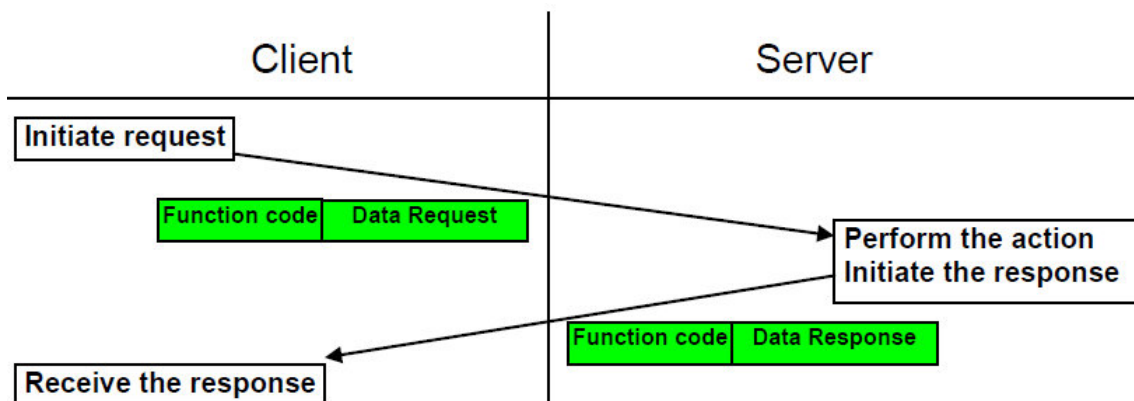 Client
Server
Initiate request
Function code Data Request
Perform the action
Initiate the response
Function code Data Response
Receive the response